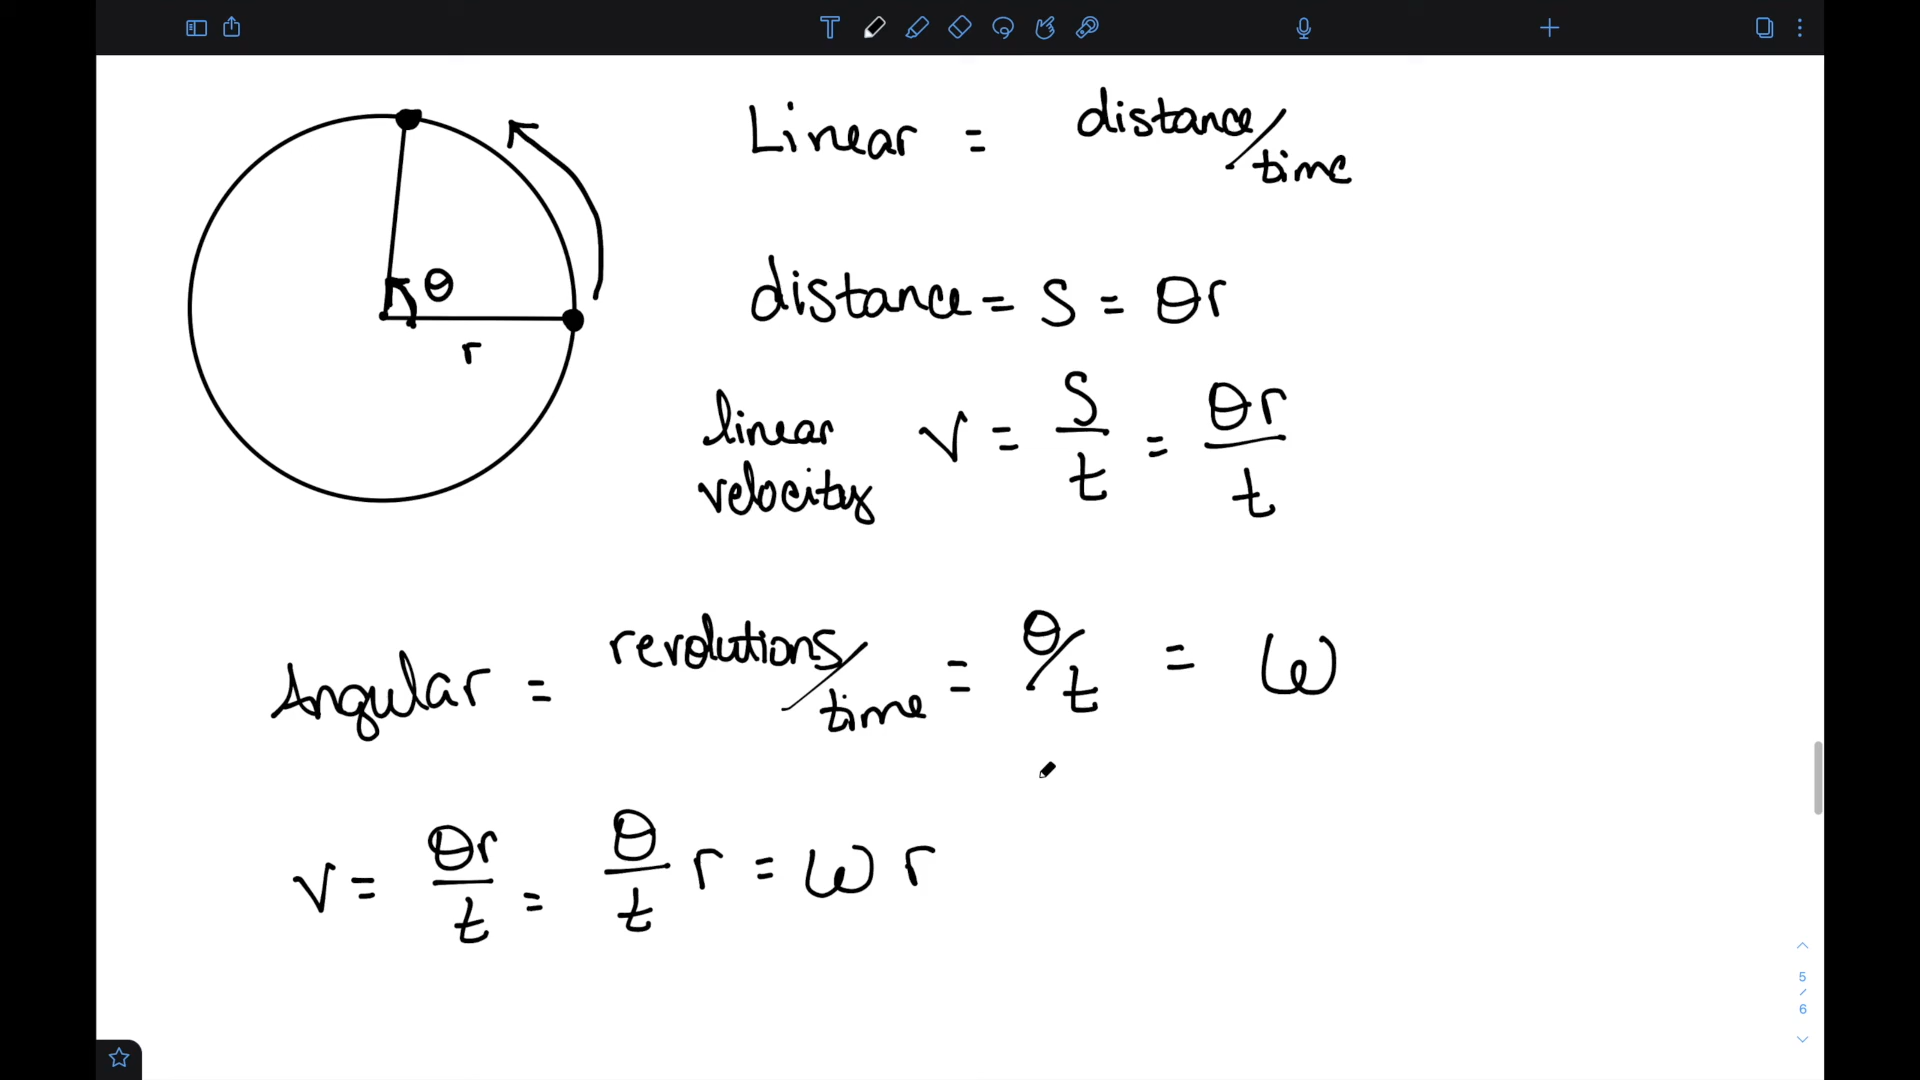 Linear = distance/time
θ
r
distance = S = θr
linear velocity v = S/t = θr/t
Angular = revolutions/time = θ/t = ω
v = θr/t = θ/t r = ω r
5/6